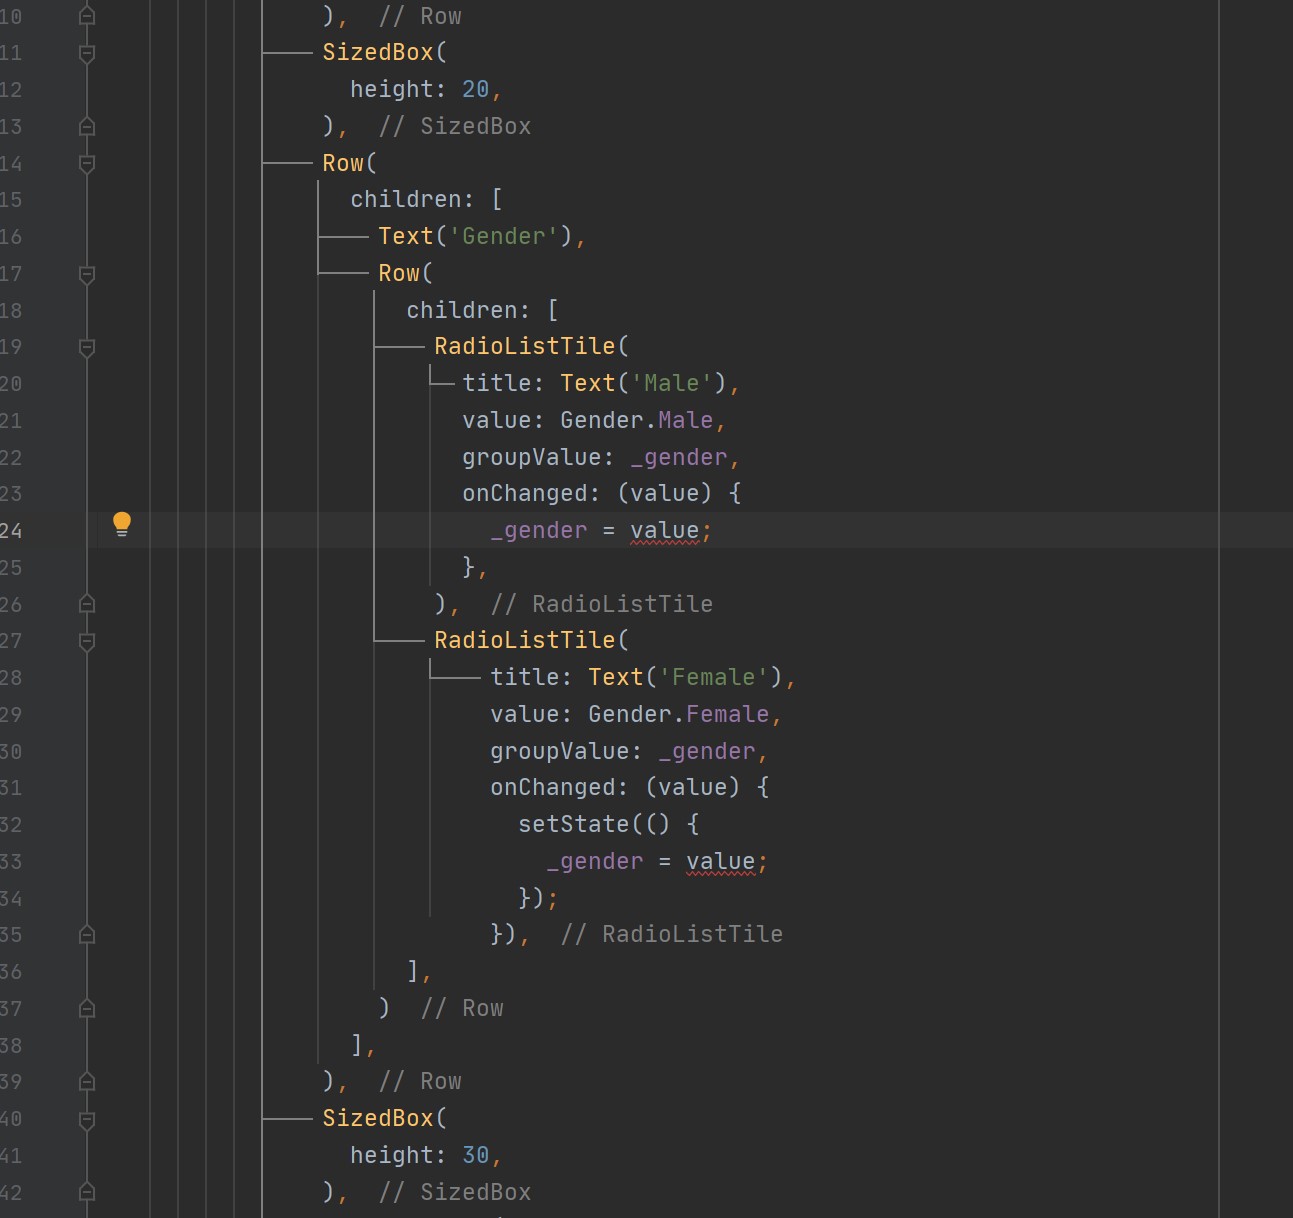 10 ), // Row
11 SizedBox(
12 height: 20,
13 ), // SizedBox
14 Row(
15 children: [
16 Text('Gender'),
17 Row(
18 children: [
19 RadioListTile(
20 title: Text('Male'),
21 value: Gender.Male,
22 groupValue: _gender,
23 onChanged: (value) {
24 _gender = value;
25 },
26 ), // RadioListTile
27 RadioListTile(
28 title: Text('Female'),
29 value: Gender.Female,
30 groupValue: _gender,
31 onChanged: (value) {
32 setState(() {
33 _gender = value;
34 });
35 }), // RadioListTile
36 ],
37 ) // Row
38 ],
39 ), // Row
40 SizedBox(
41 height: 30,
42 ), // SizedBox